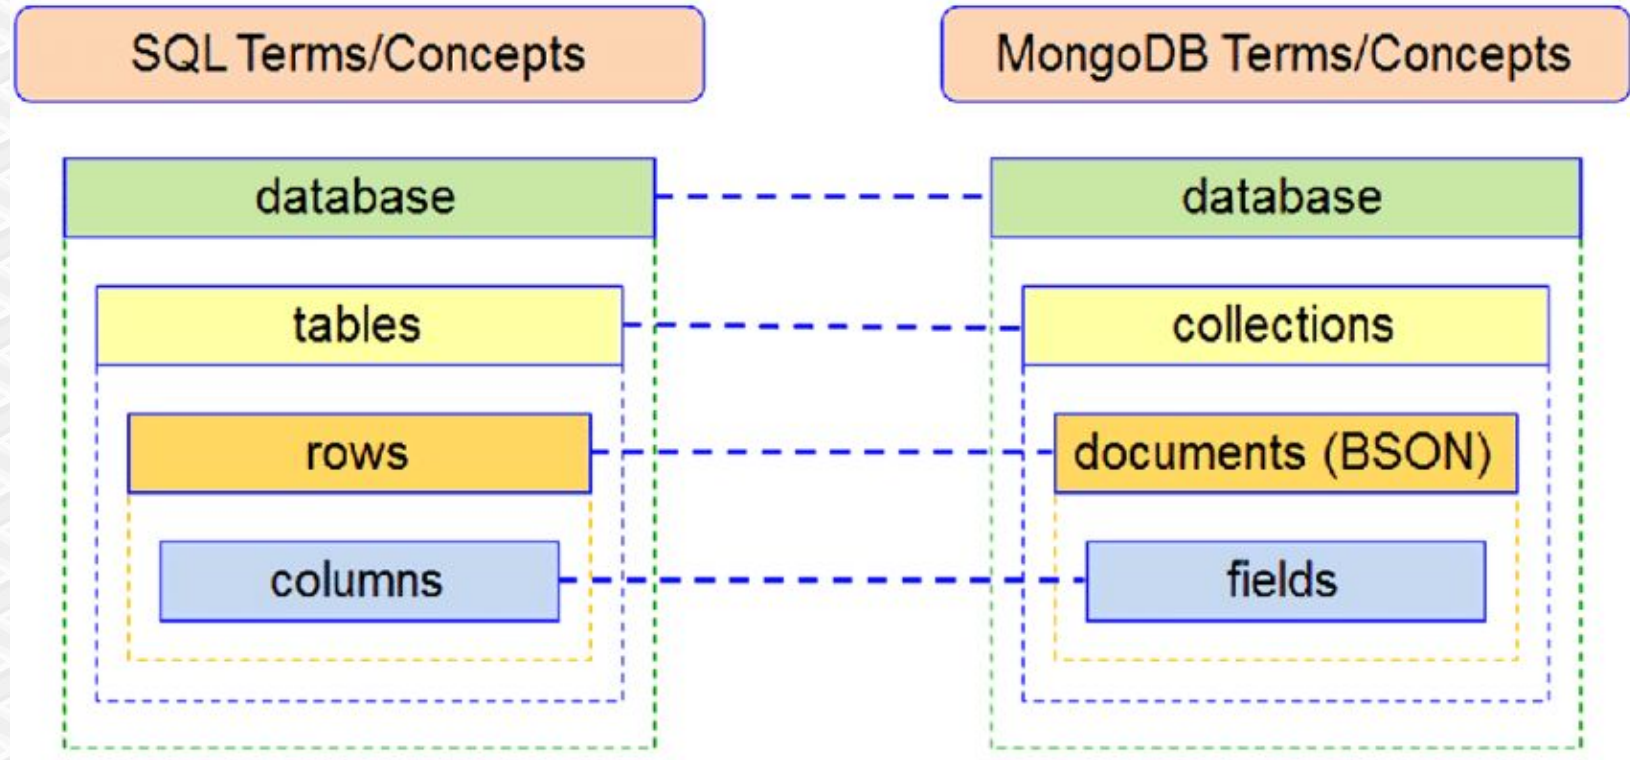 SQL Terms/Concepts
MongoDB Terms/Concepts
database
database
tables
collections
rows
documents (BSON)
columns
fields